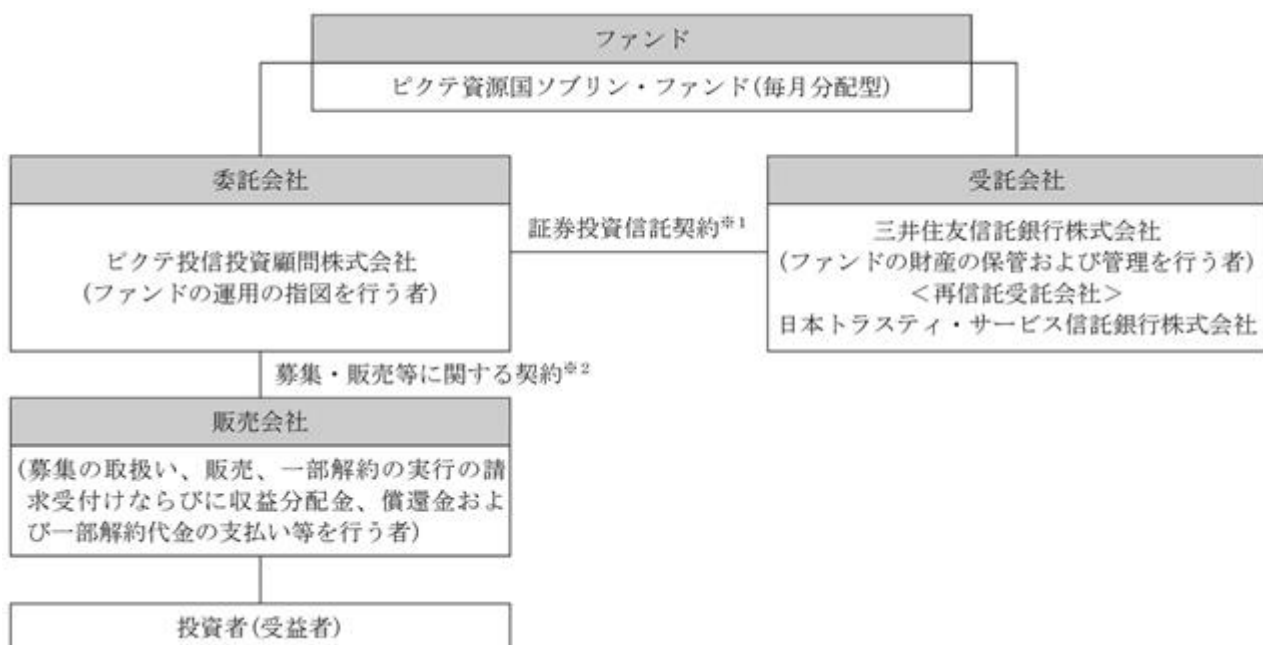 ファンド
ピクテ資源国ソブリン・ファンド(毎月分配型)
委託会社
ピクテ投信投資顧問株式会社
(ファンドの運用の指図を行う者)
証券投資信託契約※1
受託会社
三井住友信託銀行株式会社
(ファンドの財産の保管および管理を行う者)
＜再信託受託会社＞
日本トラスティ・サービス信託銀行株式会社
募集・販売等に関する契約※2
販売会社
(募集の取扱い、販売、一部解約の実行の請
求受付けならびに収益分配金、償還金およ
び一部解約代金の支払い等を行う者)
投資者(受益者)